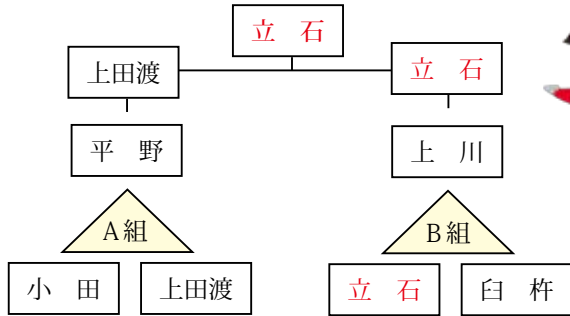 立 石
上田渡
立 石
平 野
上 川
A組
B組
小 田
上田渡
立 石
臼 杵